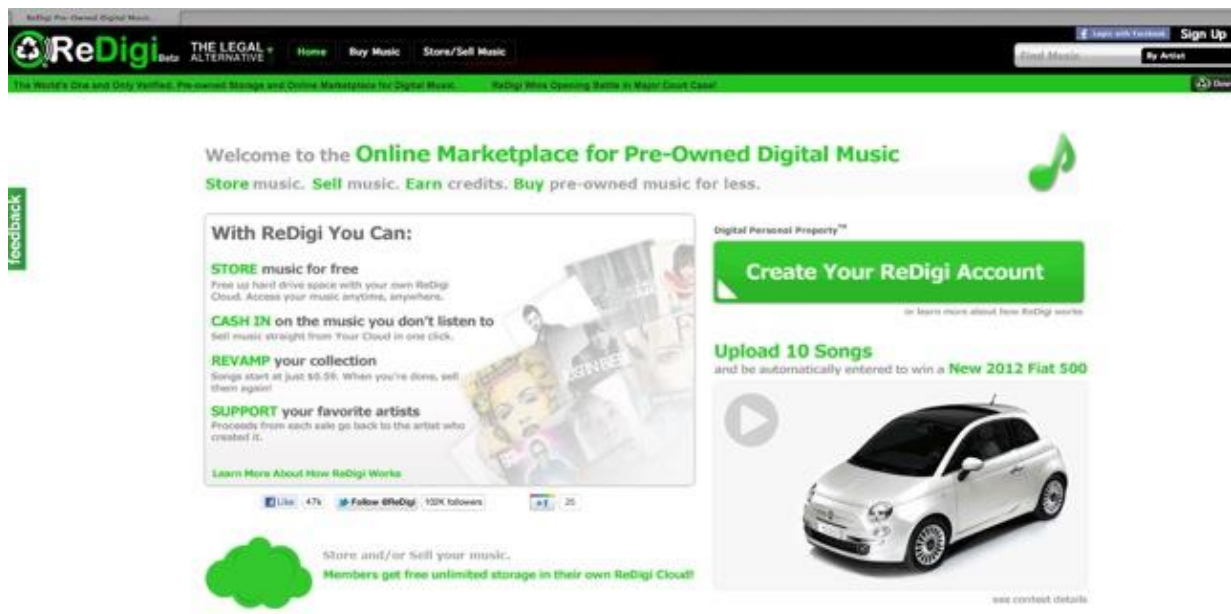 ReDigi Pre-Owned Digital Music
ReDigi Beta THE LEGAL ALTERNATIVE Home Buy Music Store/Sell Music
Login with Facebook Sign Up
Find Music By Artist
The World's One and Only Verified, Pre-owned Storage and Online Marketplace for Digital Music. ReDigi Wins Opening Battle in Major Court Case!
feedback
Welcome to the Online Marketplace for Pre-Owned Digital Music
Store music. Sell music. Earn credits. Buy pre-owned music for less.
With ReDigi You Can:
STORE music for free
Free up hard drive space with your own ReDigi
Cloud. Access your music anytime, anywhere.
CASH IN on the music you don't listen to
Sell music straight from Your Cloud in one click.
REVAMP your collection
Songs start at just $0.59. When you're done, sell
them again!
SUPPORT your favorite artists
Proceeds from each sale go back to the artist who
created it.
Learn More About How ReDigi Works
Like 47k Follow @ReDigi 102K followers +1 25
Store and/or Sell your music.
Members get free unlimited storage in their own ReDigi Cloud!
Digital Personal Property™
Create Your ReDigi Account
or learn more about how ReDigi works
Upload 10 Songs
and be automatically entered to win a New 2012 Fiat 500
see contest details